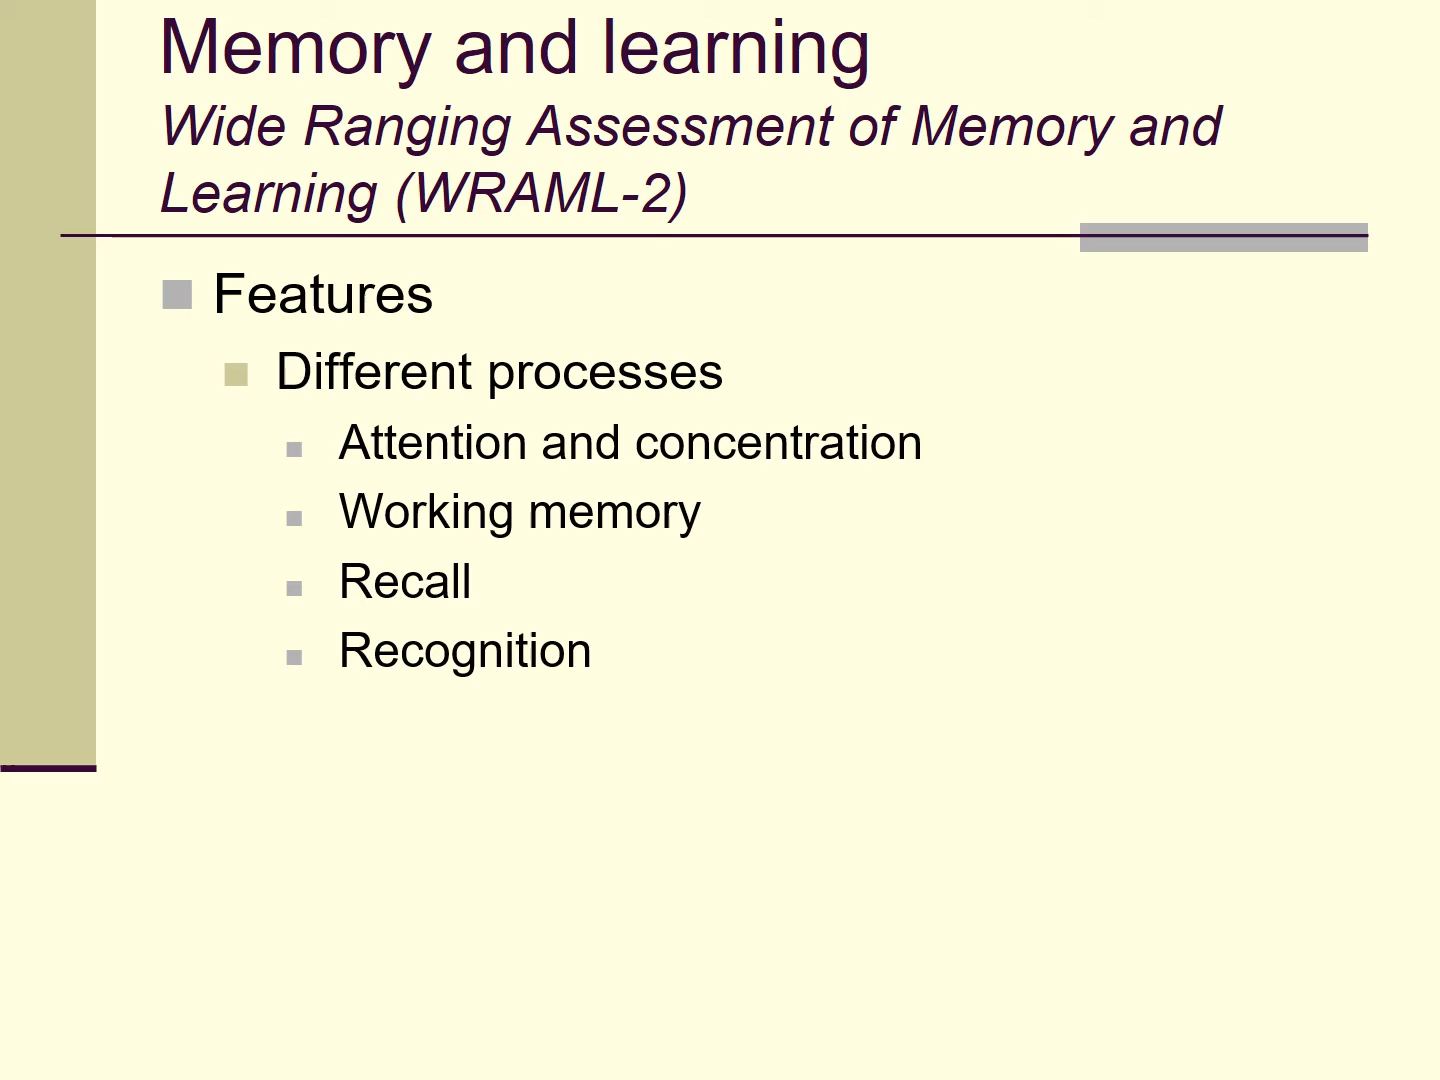 Memory and learning
Wide Ranging Assessment of Memory and
Learning (WRAML-2)
Features
Different processes
Attention and concentration
Working memory
Recall
Recognition